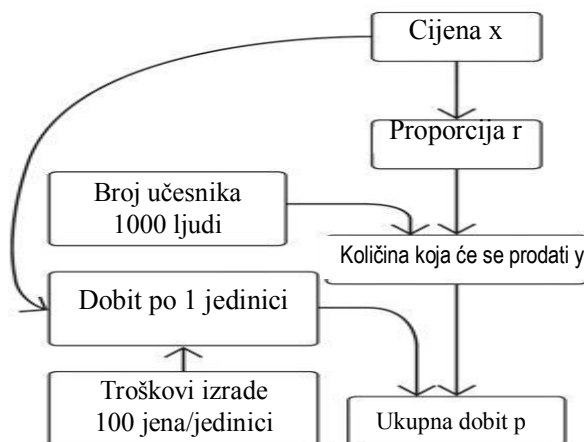 Cijena x
Proporcija r
Broj učesnika
1000 ljudi
Količina koja će se prodati y
Dobit po 1 jedinici
Troškovi izrade
100 jena/jedinici
Ukupna dobit p